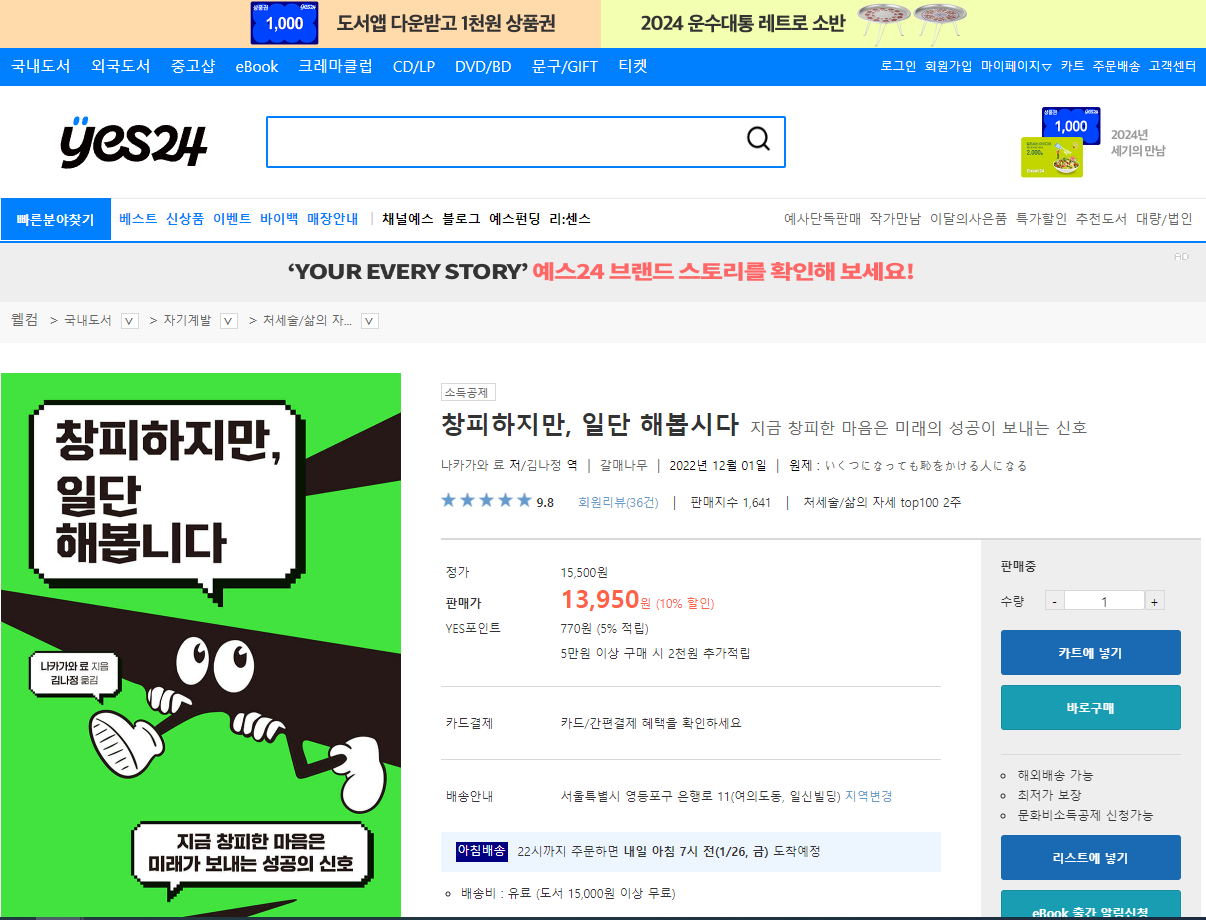 상품권 yes24
1,000
도서앱 다운받고 1천원 상품권
2024 운수대통 레트로 소반
국내도서 외국도서 중고샵 eBook 크레마클럽 CD/LP DVD/BD 문구/GIFT 티켓
로그인 회원가입 마이페이지▽ 카트 주문배송 고객센터
yes24
상품권 yes24
1,000
2,000
2024년
세기의 만남
빠른분야찾기 베스트 신상품 이벤트 바이백 매장안내 | 채널예스 블로그 예스펀딩 리:센스
예사단독판매 작가만남 이달의사은품 특가할인 추천도서 대량/법인
‘YOUR EVERY STORY’ 예스24 브랜드 스토리를 확인해 보세요!
AD
웰컴 > 국내도서 V > 자기계발 V > 처세술/삶의 자... V
창피하지만,
일단
해봅니다
나카가와 료 지음
김나정 옮김
지금 창피한 마음은
미래가 보내는 성공의 신호
소득공제
창피하지만, 일단 해봅시다 지금 창피한 마음은 미래의 성공이 보내는 신호
나카가와 료 저/김나정 역 | 갈매나무 | 2022년 12월 01일 | 원제 : いくつになっても恥をかける人になる
★★★★★ 9.8 회원리뷰(36건) | 판매지수 1,641 | 처세술/삶의 자세 top100 2주
정가 15,500원
판매가 13,950원 (10% 할인)
YES포인트 770원 (5% 적립)
5만원 이상 구매 시 2천원 추가적립
카드결제 카드/간편결제 혜택을 확인하세요
배송안내 서울특별시 영등포구 은행로 11(여의도동, 일신빌딩) 지역변경
아침배송 22시까지 주문하면 내일 아침 7시 전(1/26, 금) 도착예정
배송비 : 유료 (도서 15,000원 이상 무료)
판매중
수량 - 1 +
카트에 넣기
바로구매
해외배송 가능
최저가 보장
문화비소득공제 신청가능
리스트에 넣기
eBook 출간 알림신청